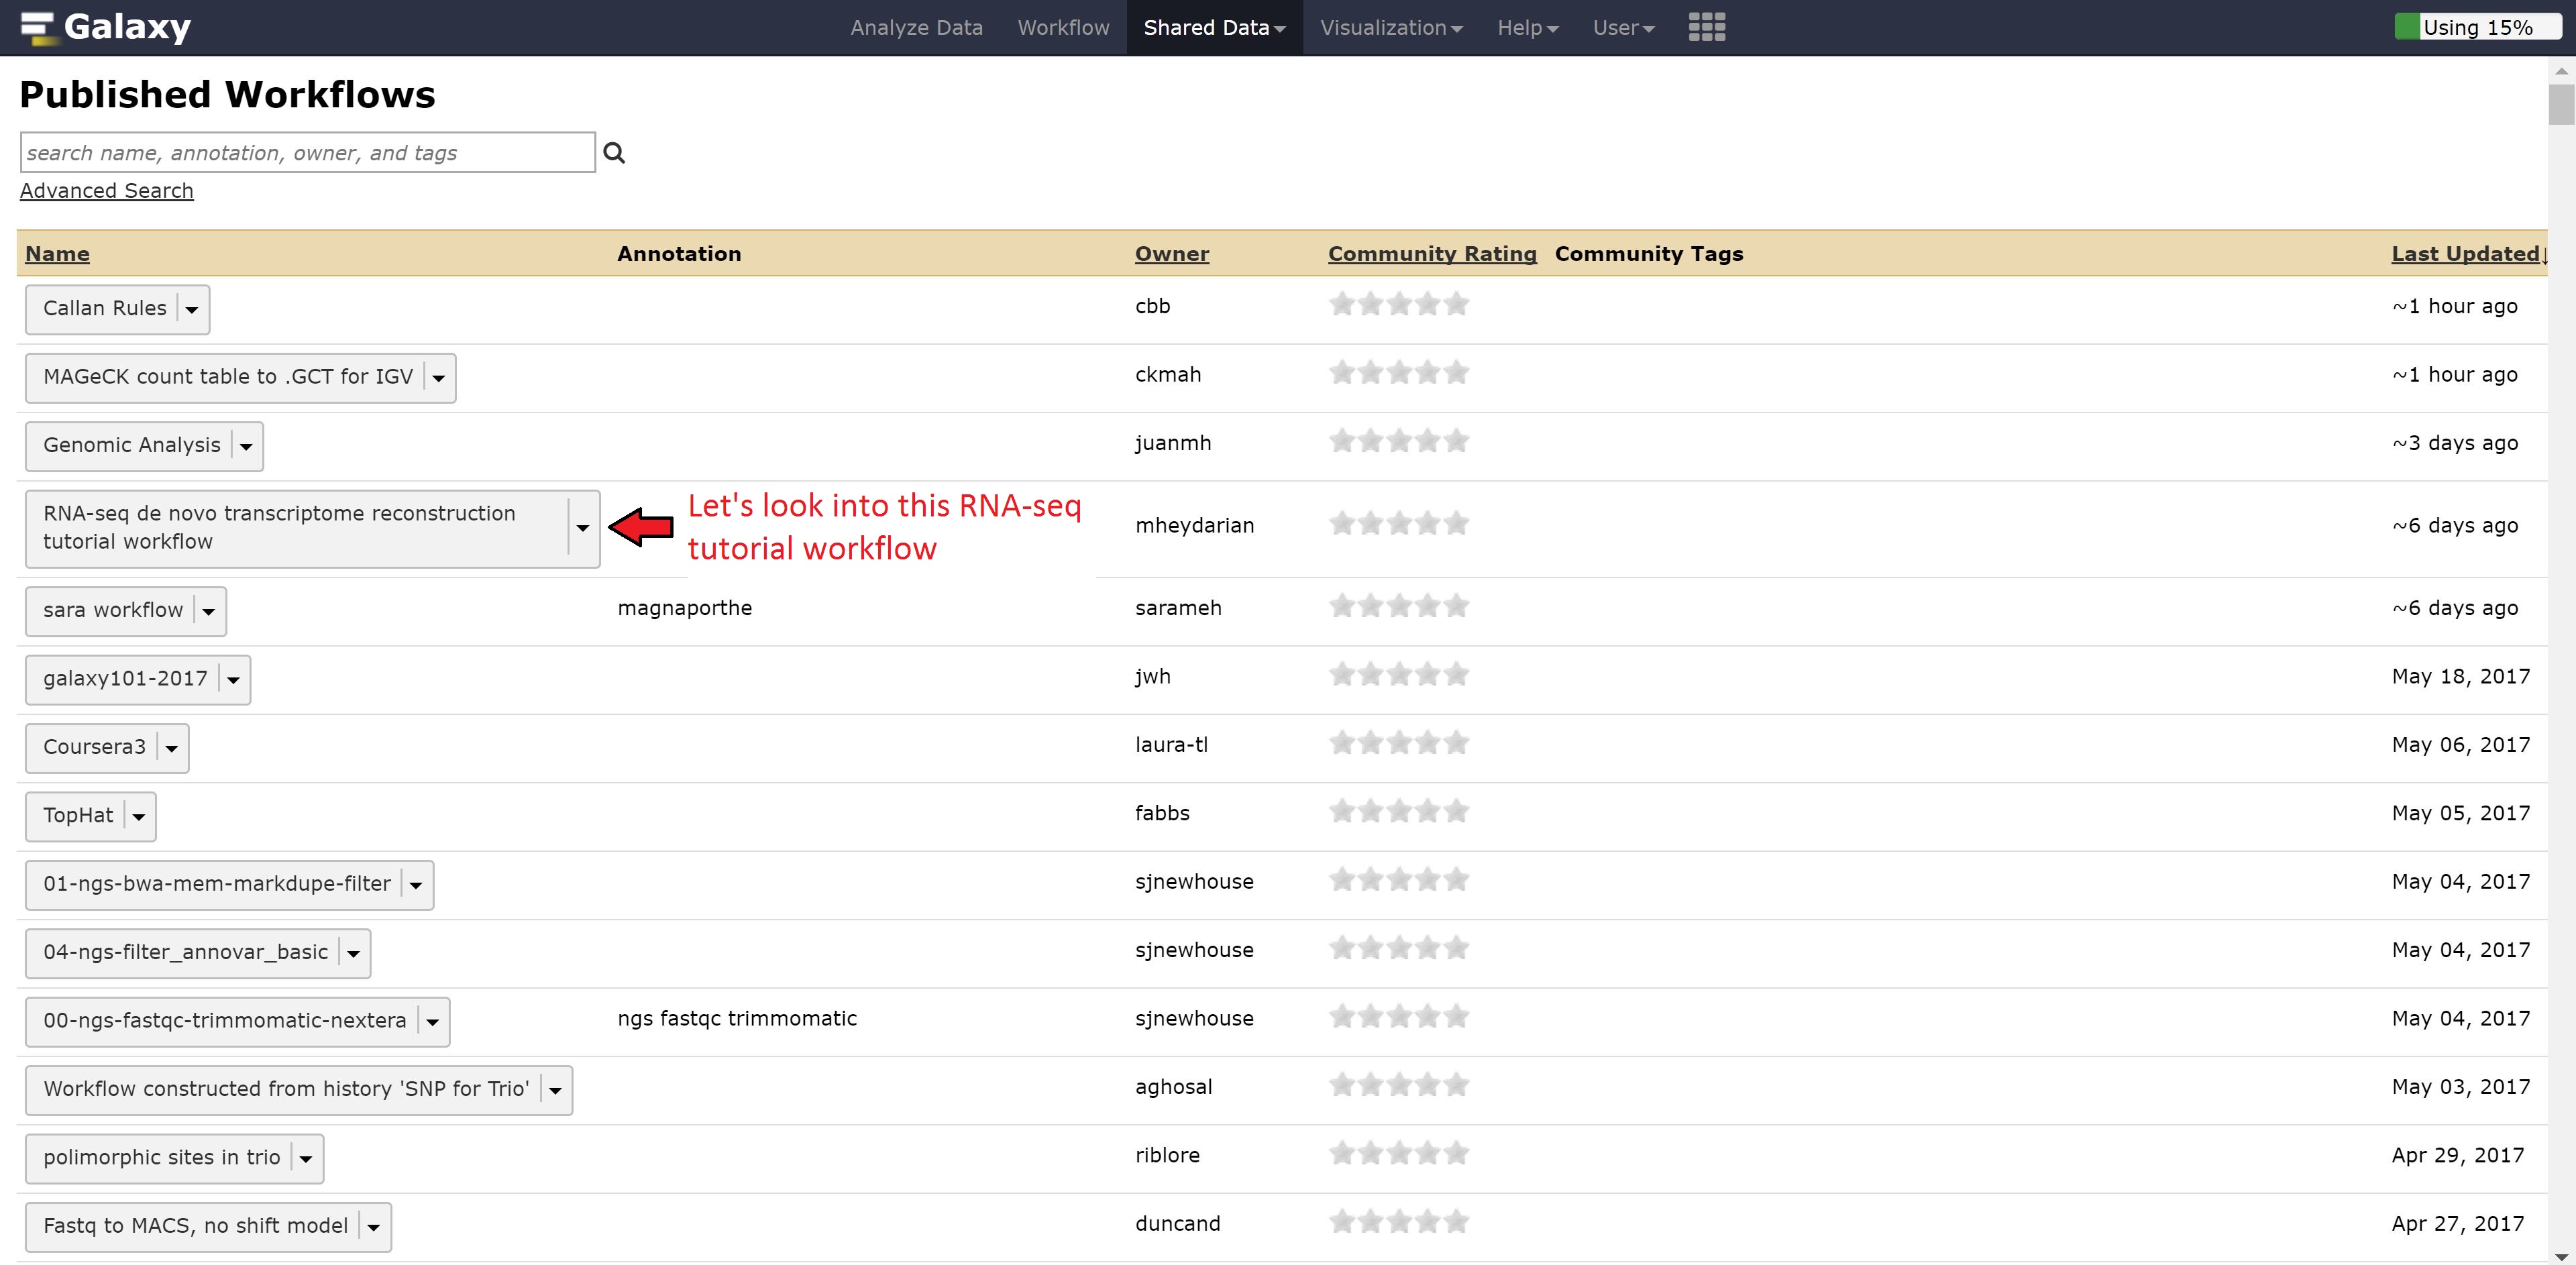 Galaxy Analyze Data Workflow Shared Data Visualization Help User Using 15%
Published Workflows
search name, annotation, owner, and tags
Advanced Search
Name Annotation Owner Community Rating Community Tags Last Updated↓
Callan Rules cbb ~1 hour ago
MAGeCK count table to .GCT for IGV ckmah ~1 hour ago
Genomic Analysis juanmh ~3 days ago
RNA-seq de novo transcriptome reconstruction
tutorial workflow
Let's look into this RNA-seq
tutorial workflow
mheydarian ~6 days ago
sara workflow magnaporthe sarameh ~6 days ago
galaxy101-2017 jwh May 18, 2017
Coursera3 laura-tl May 06, 2017
TopHat fabbs May 05, 2017
01-ngs-bwa-mem-markdupe-filter sjnewhouse May 04, 2017
04-ngs-filter_annovar_basic sjnewhouse May 04, 2017
00-ngs-fastqc-trimmomatic-nextera ngs fastqc trimmomatic sjnewhouse May 04, 2017
Workflow constructed from history 'SNP for Trio' aghosal May 03, 2017
polimorphic sites in trio riblore Apr 29, 2017
Fastq to MACS, no shift model duncand Apr 27, 2017